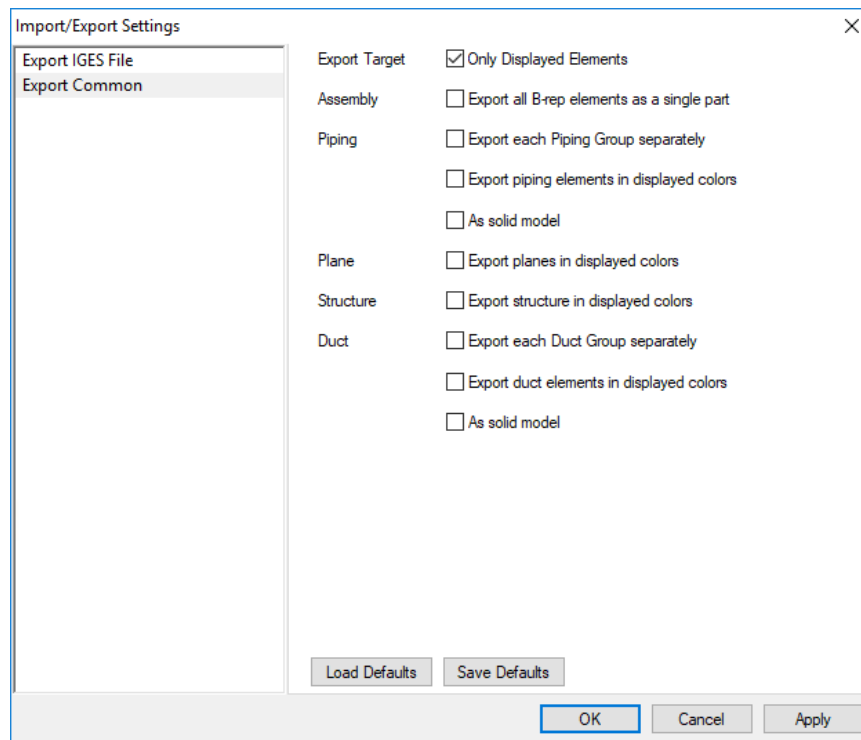 Import/Export Settings
Export IGES File
Export Common
Export Target Only Displayed Elements
Assembly Export all B-rep elements as a single part
Piping Export each Piping Group separately
Export piping elements in displayed colors
As solid model
Plane Export planes in displayed colors
Structure Export structure in displayed colors
Duct Export each Duct Group separately
Export duct elements in displayed colors
As solid model
Load Defaults Save Defaults
OK Cancel Apply